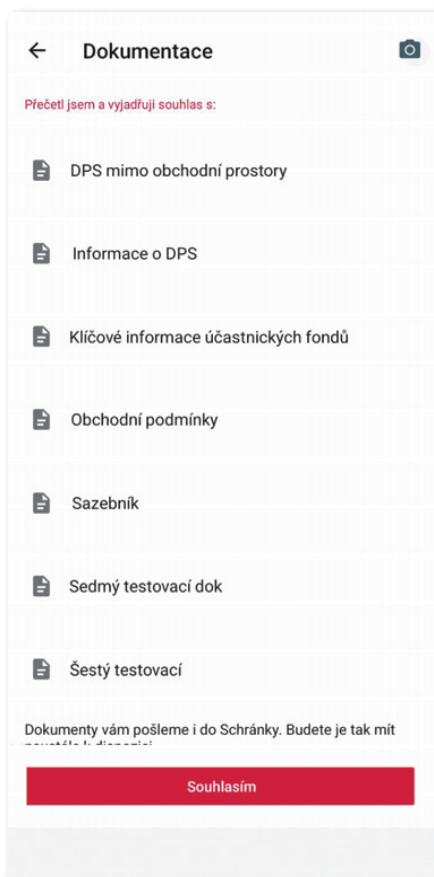 Dokumentace
Přečetl jsem a vyjadřuji souhlas s:
DPS mimo obchodní prostory
Informace o DPS
Klíčové informace účastnických fondů
Obchodní podmínky
Sazebník
Sedmý testovací dok
Šestý testovací
Dokumenty vám pošleme i do Schránky. Budete je tak mít
Souhlasím